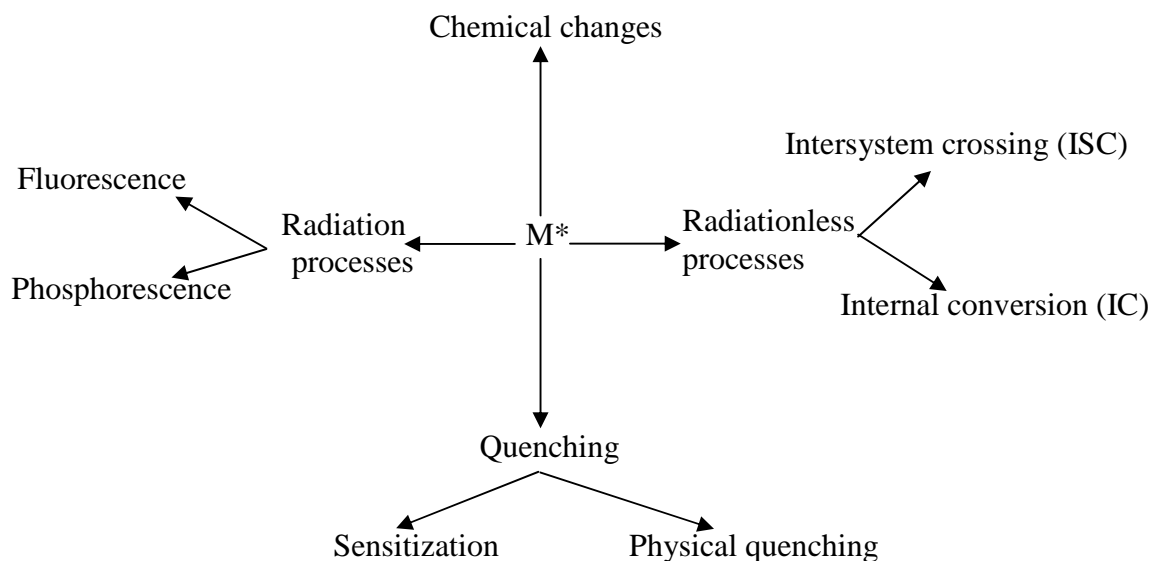 Chemical changes
Intersystem crossing (ISC)
Fluorescence
Radiation
processes
M*
Radiationless
processes
Phosphorescence
Internal conversion (IC)
Quenching
Sensitization
Physical quenching